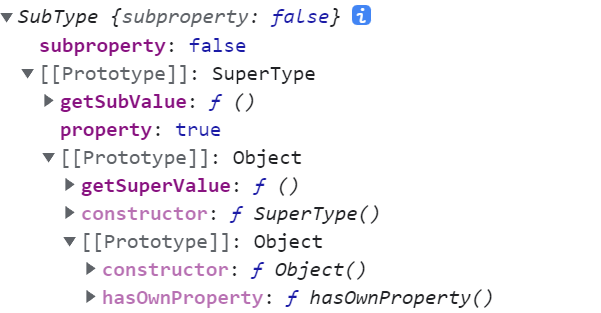 SubType {subproperty: false} i
subproperty: false
[[Prototype]]: SuperType
getSubValue: ƒ ()
property: true
[[Prototype]]: Object
getSuperValue: ƒ ()
constructor: ƒ SuperType()
[[Prototype]]: Object
constructor: ƒ Object()
hasOwnProperty: ƒ hasOwnProperty()